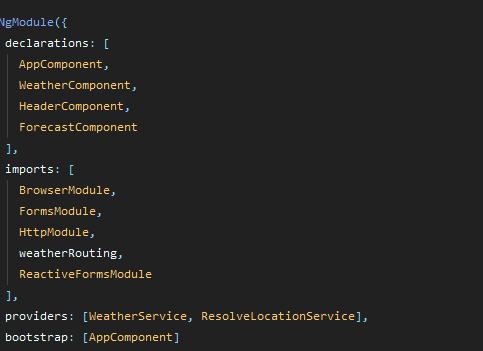 NgModule({
declarations: [
AppComponent,
WeatherComponent,
HeaderComponent,
ForecastComponent
],
imports: [
BrowserModule,
FormsModule,
HttpModule,
weatherRouting,
ReactiveFormsModule
],
providers: [WeatherService, ResolveLocationService],
bootstrap: [AppComponent]